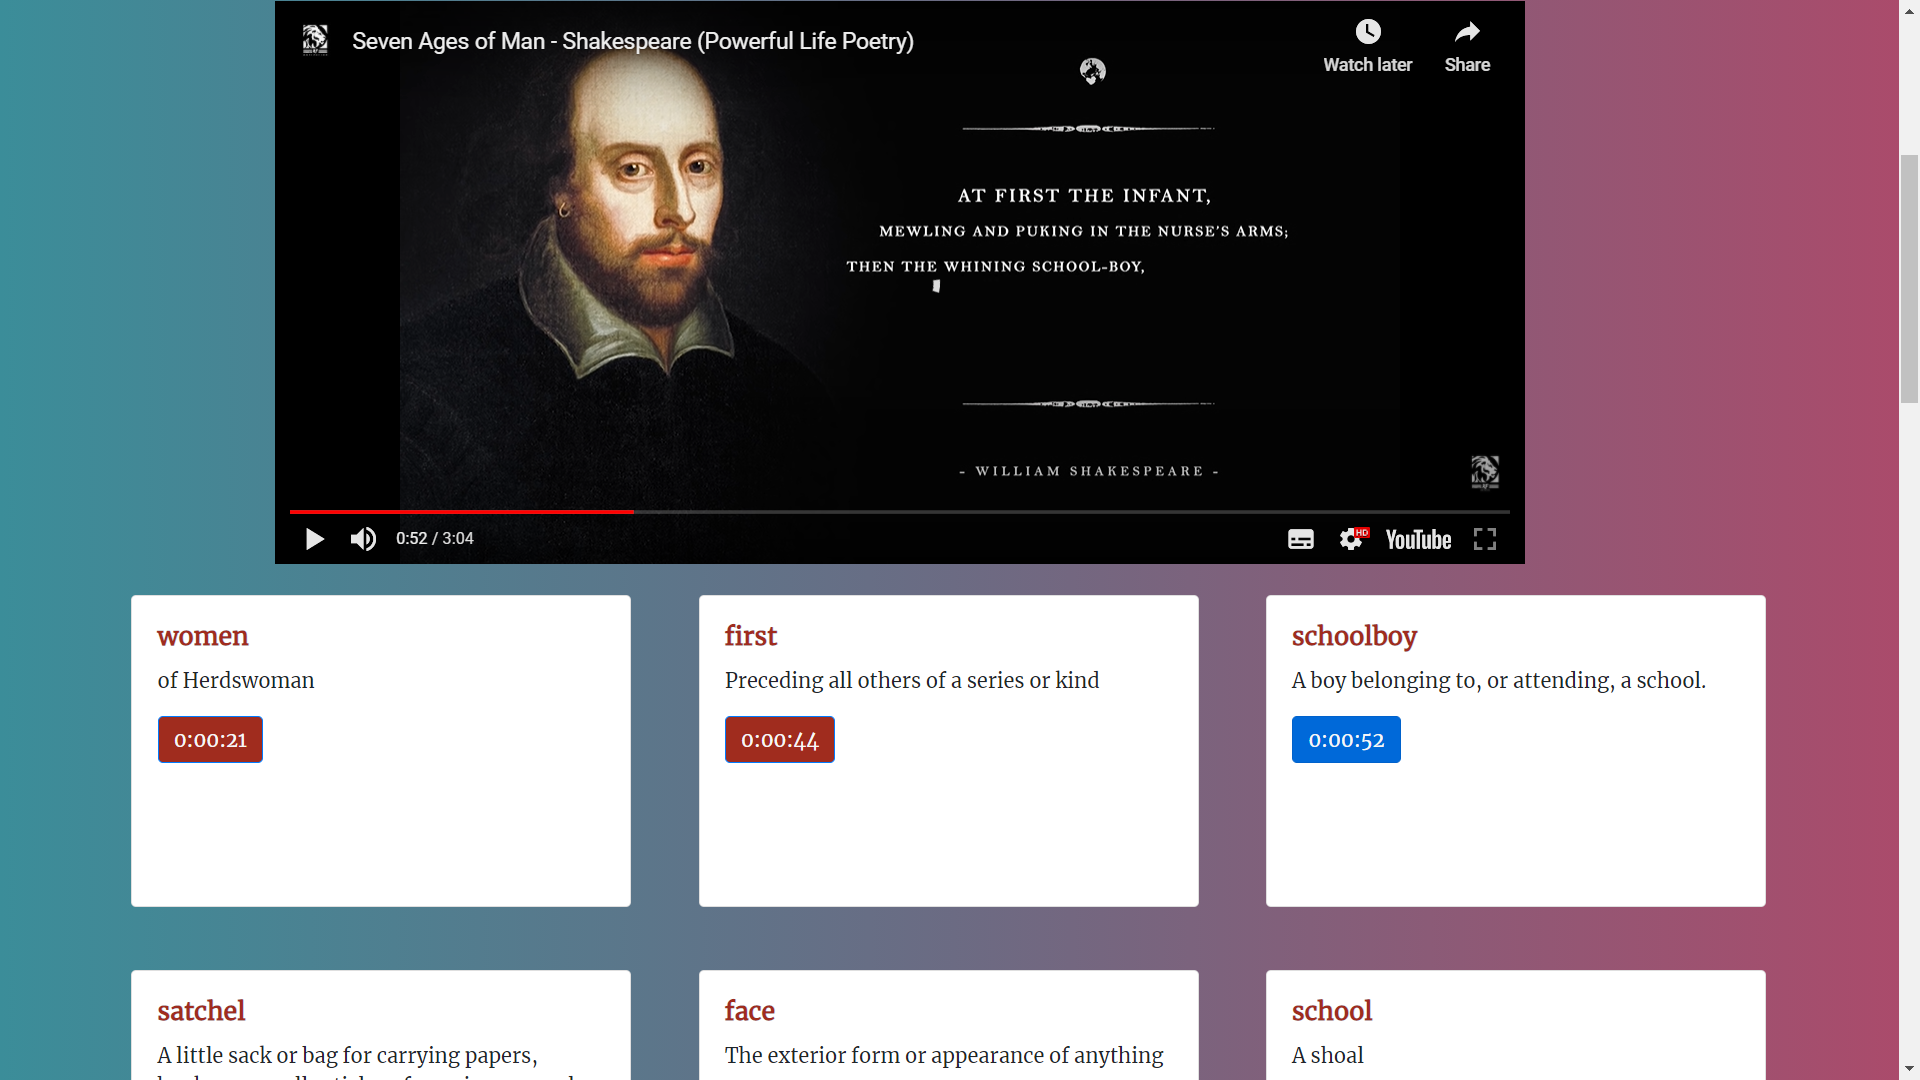 Seven Ages of Man - Shakespeare (Powerful Life Poetry)
Watch later
Share
AT FIRST THE INFANT,
MEWLING AND PUKING IN THE NURSE'S ARMS;
THEN THE WHINING SCHOOL-BOY,
- WILLIAM SHAKESPEARE -
0:52 / 3:04
HD
YouTube
women
of Herdswoman
0:00:21
first
Preceding all others of a series or kind
0:00:44
schoolboy
A boy belonging to, or attending, a school.
0:00:52
satchel
A little sack or bag for carrying papers,
face
The exterior form or appearance of anything
school
A shoal